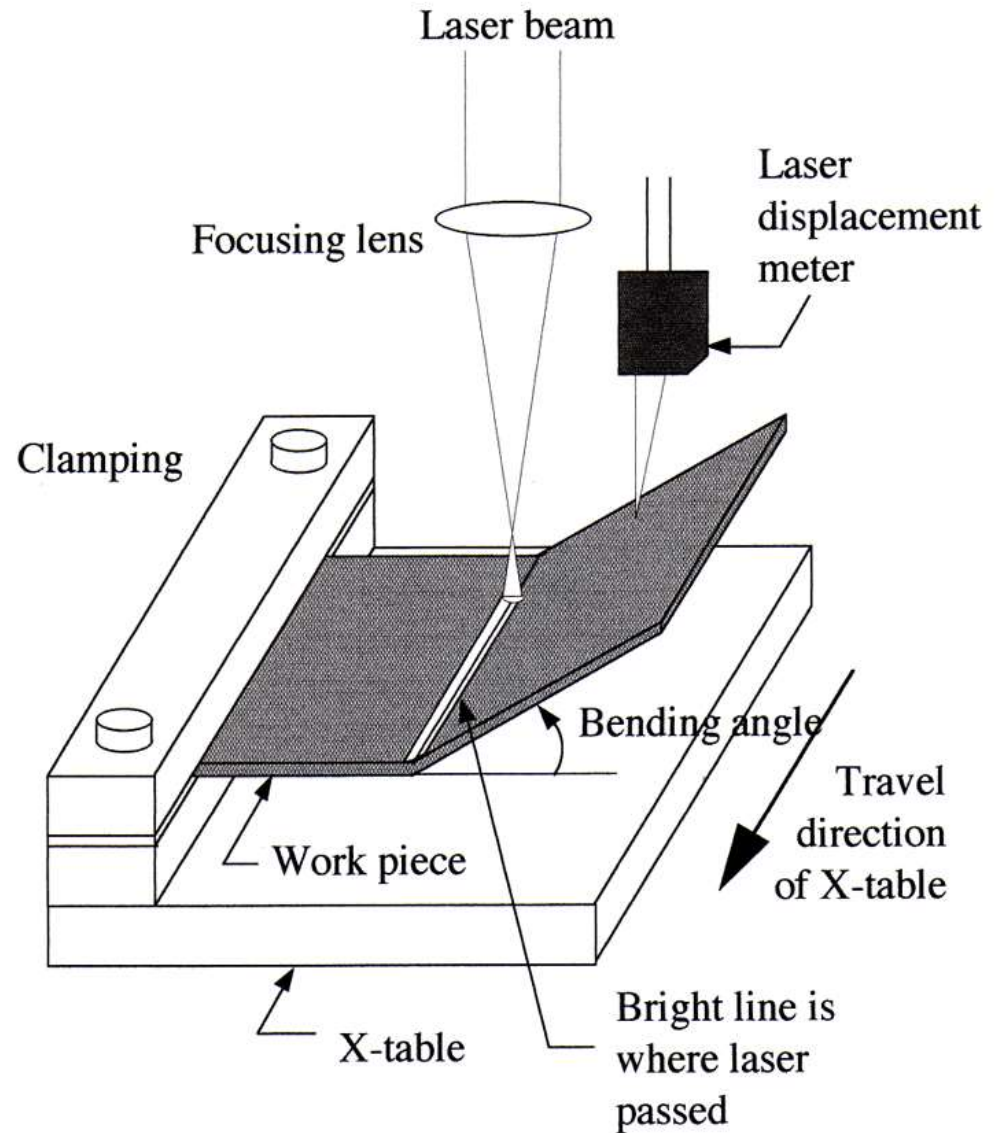 Laser beam
Laser
displacement
meter
Focusing lens
Clamping
Bending angle
Travel
direction
of X-table
Work piece
Bright line is
where laser
passed
X-table